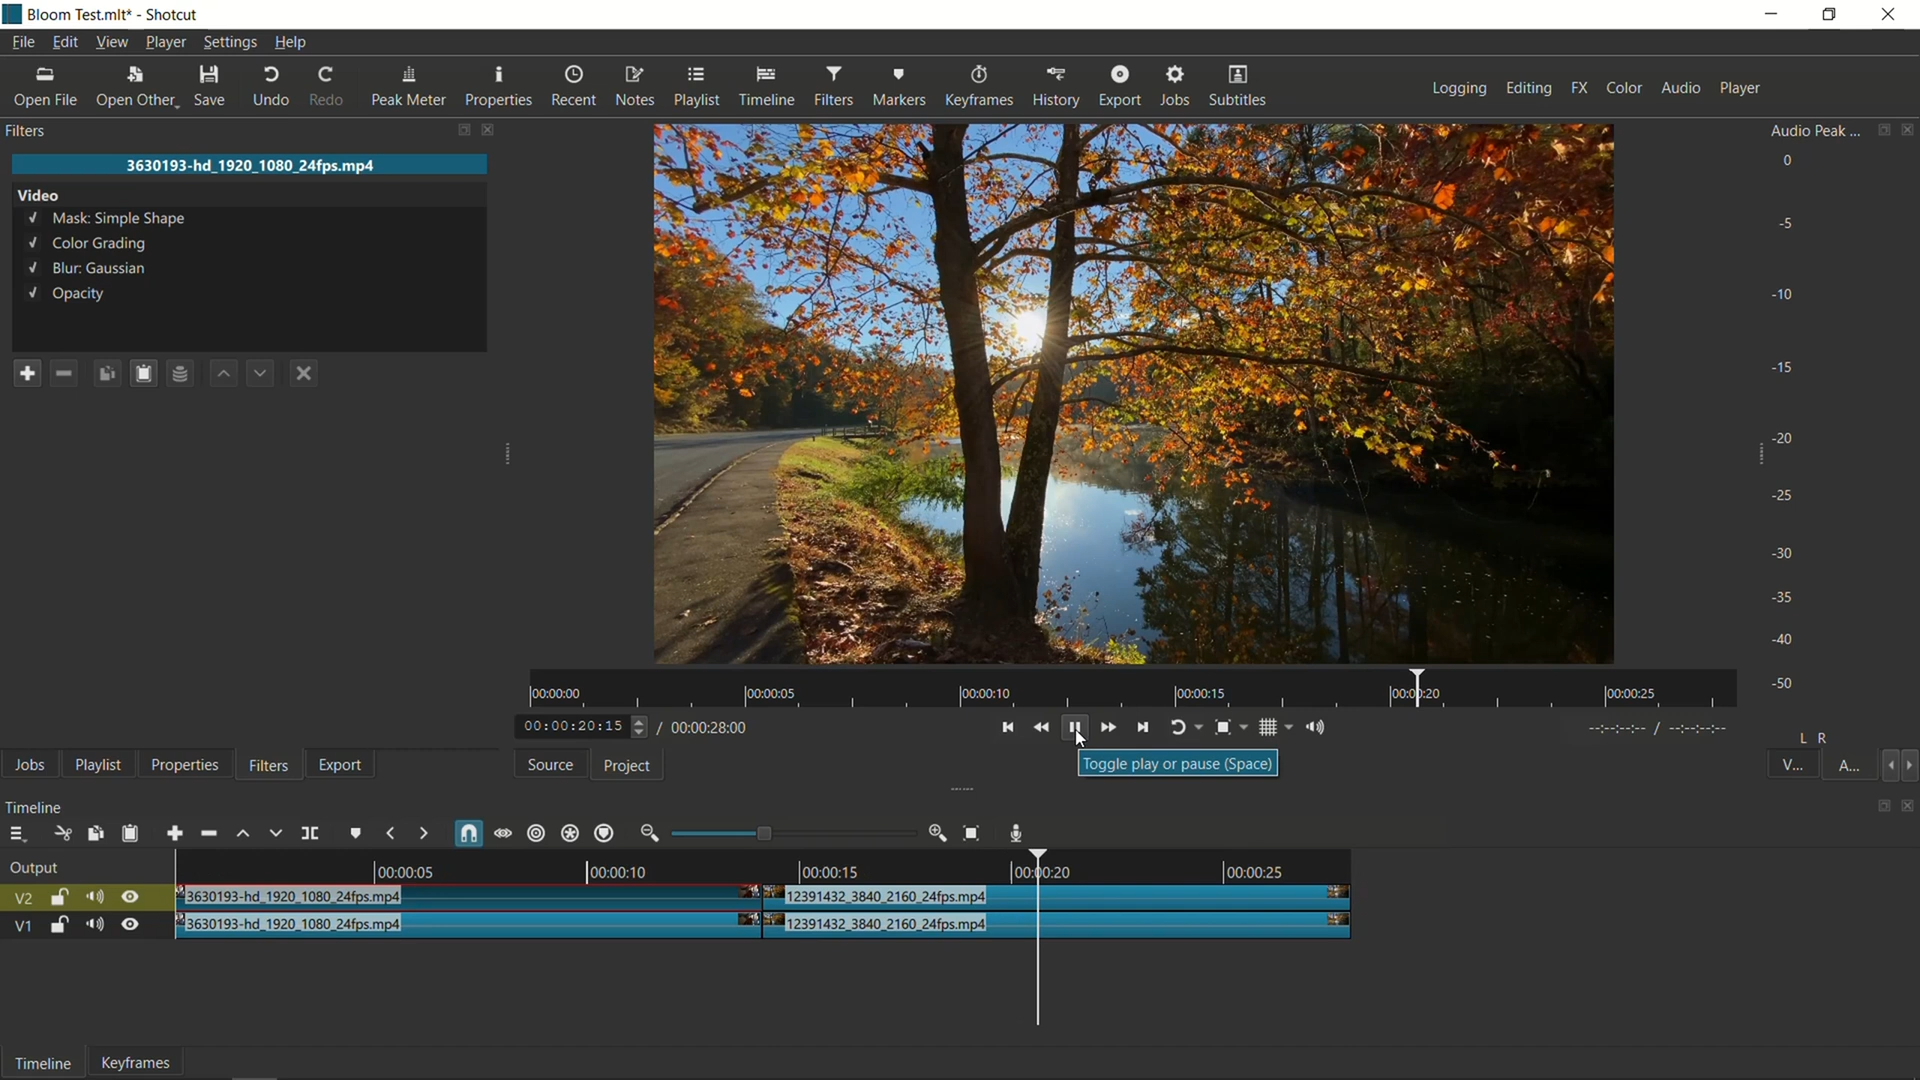 Bloom Test.mlt* - Shotcut
File Edit View Player Settings Help
Open File Open Other... Save Undo Redo Peak Meter Properties Recent Notes Playlist Timeline Filters Markers Keyframes History Export Jobs Subtitles
Logging Editing FX Color Audio Player
Filters
3630193-hd_1920_1080_24fps.mp4
Video
Mask: Simple Shape
Color Grading
Blur: Gaussian
Opacity
Audio Peak ...
0
-5
-10
-15
-20
-25
-30
-35
-40
-50
L R
00:00:00 00:00:05 00:00:10 00:00:15 00:00:20 00:00:25
00:00:20:15 / 00:00:28:00
--:--:--:-- / --:--:--:--
Toggle play or pause (Space)
Jobs Playlist Properties Filters Export
Source Project
V... A...
Timeline
Output
00:00:05 00:00:10 00:00:15 00:00:20 00:00:25
V2 3630193-hd_1920_1080_24fps.mp4 12391432_3840_2160_24fps.mp4
V1 3630193-hd_1920_1080_24fps.mp4 12391432_3840_2160_24fps.mp4
Timeline Keyframes